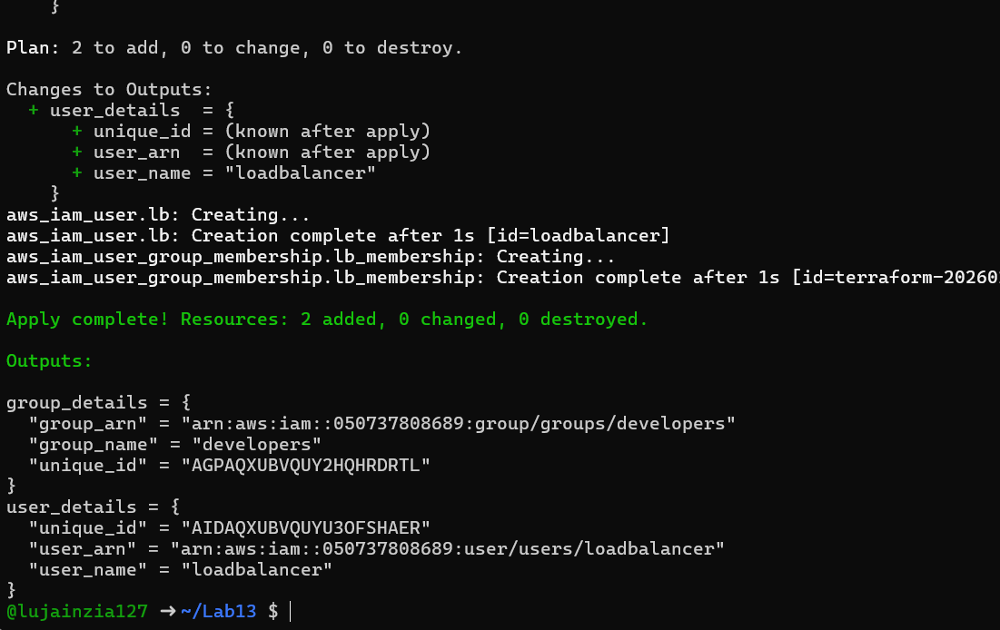 }

Plan: 2 to add, 0 to change, 0 to destroy.

Changes to Outputs:
  + user_details  = {
      + unique_id = (known after apply)
      + user_arn  = (known after apply)
      + user_name = "loadbalancer"
    }
aws_iam_user.lb: Creating...
aws_iam_user.lb: Creation complete after 1s [id=loadbalancer]
aws_iam_user_group_membership.lb_membership: Creating...
aws_iam_user_group_membership.lb_membership: Creation complete after 1s [id=terraform-20260

Apply complete! Resources: 2 added, 0 changed, 0 destroyed.

Outputs:

group_details = {
  "group_arn" = "arn:aws:iam::050737808689:group/groups/developers"
  "group_name" = "developers"
  "unique_id" = "AGPAQXUBVQUY2HQHRDRTL"
}
user_details = {
  "unique_id" = "AIDAQXUBVQUYU3OFSHAER"
  "user_arn" = "arn:aws:iam::050737808689:user/users/loadbalancer"
  "user_name" = "loadbalancer"
}
@lujainzia127 → ~/Lab13 $